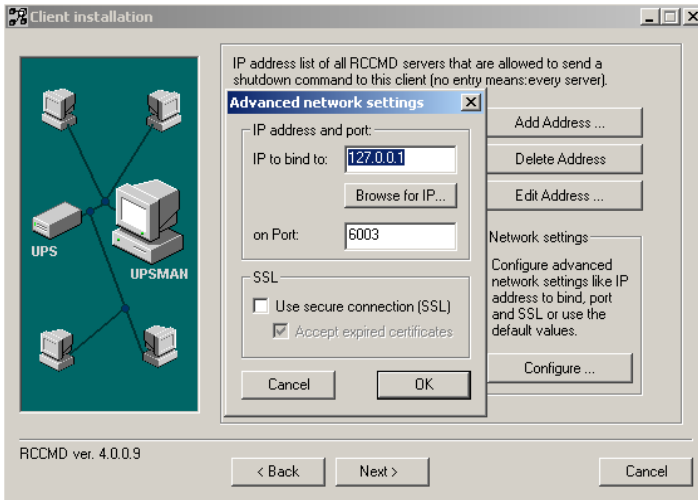 Client installation
IP address list of all RCCMD servers that are allowed to send a
shutdown command to this client (no entry means:every server).
Advanced network settings
IP address and port:
IP to bind to:
127.0.0.1
Browse for IP...
on Port:
6003
SSL
Use secure connection (SSL)
Accept expired certificates
Cancel
OK
Add Address ...
Delete Address
Edit Address ...
Network settings
Configure advanced
network settings like IP
address to bind, port
and SSL or use the
default values.
Configure ...
UPS
UPSMAN
RCCMD ver. 4.0.0.9
< Back
Next >
Cancel